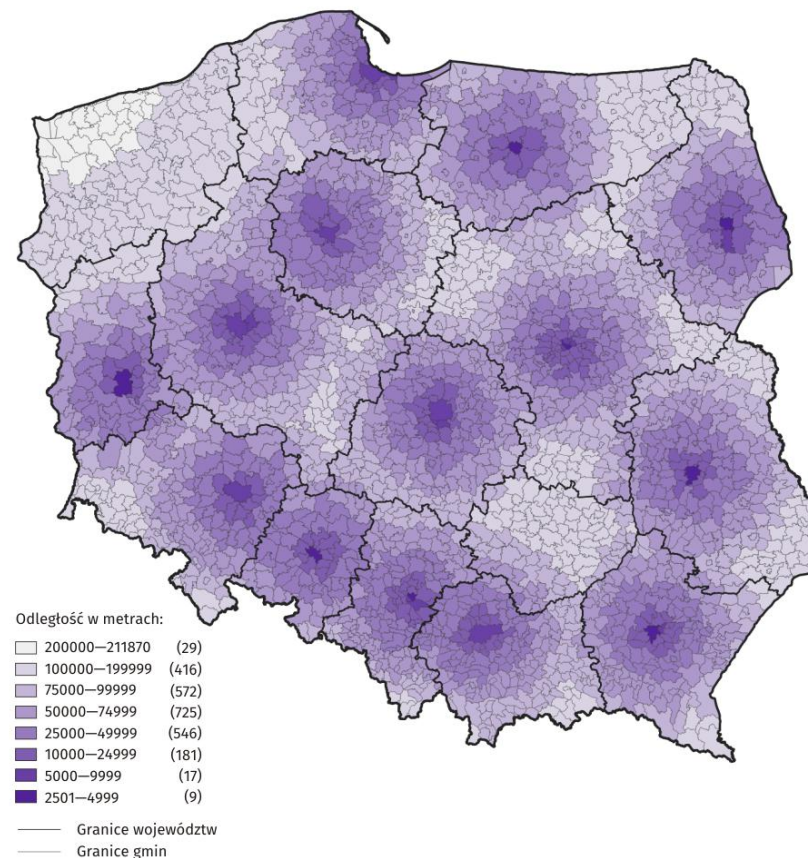 Odległość w metrach:
200000—211870 (29)
100000—199999 (416)
75000—99999 (572)
50000—74999 (725)
25000—49999 (546)
10000—24999 (181)
5000—9999 (17)
2501—4999 (9)
Granice województw
Granice gmin